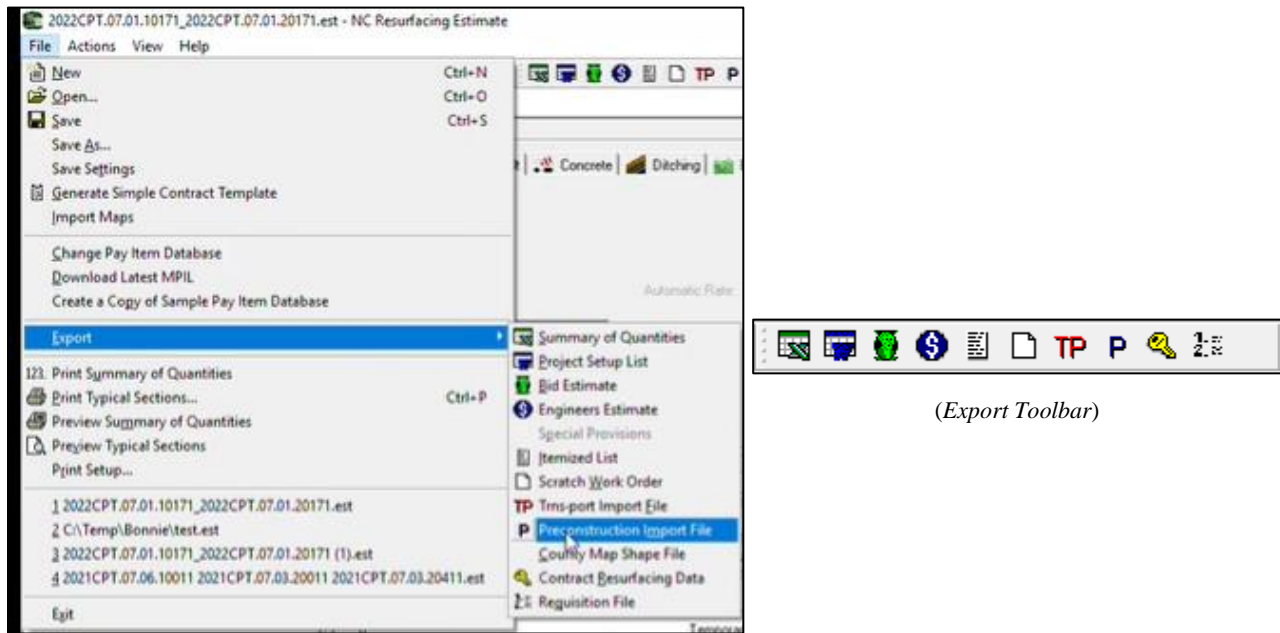 2022CPT.07.01.10171_2022CPT.07.01.20171.est - NC Resurfacing Estimate
File Actions View Help
New Ctrl+N
Open... Ctrl+O
Save Ctrl+S
Save As...
Save Settings
Generate Simple Contract Template
Import Maps
Change Pay Item Database
Download Latest MPIL
Create a Copy of Sample Pay Item Database
Export
123. Print Summary of Quantities
Print Typical Sections... Ctrl+P
Preview Summary of Quantities
Preview Typical Sections
Print Setup...
1 2022CPT.07.01.10171_2022CPT.07.01.20171.est
2 C:\Temp\Bonnie\test.est
3 2022CPT.07.01.10171_2022CPT.07.01.20171 (1).est
4 2021CPT.07.06.10011 2021CPT.07.03.20011 2021CPT.07.03.20411.est
Exit
TP P
Concrete Ditching
Automatic Rate
Summary of Quantities
Project Setup List
Bid Estimate
Engineers Estimate
Special Provisions
Itemized List
Scratch Work Order
TP Trns-port Import File
P Preconstruction Import File
County Map Shape File
Contract Resurfacing Data
Requisition File
TP P
(Export Toolbar)